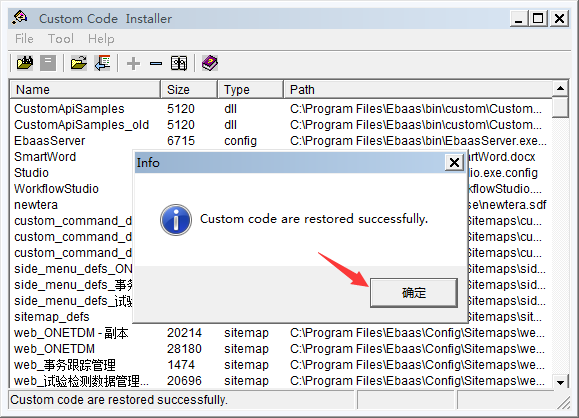 Custom Code Installer
File Tool Help
Name Size Type Path
CustomApiSamples 5120 dll C:\Program Files\Ebaas\bin\custom\Custom...
CustomApiSamples_old 5120 dll C:\Program Files\Ebaas\bin\custom\Custom...
EbaasServer 6715 config C:\Program Files\Ebaas\bin\EbaasServer.exe...
SmartWord martWord.docx
Studio dio.exe.config
WorkflowStudio kflowStudio....
newtera se\newtera.sdf
custom_command_d Sitemaps\cu...
custom_command_d Sitemaps\cu...
custom_command_d Sitemaps\cu...
side_menu_defs_ON Sitemaps\sid...
side_menu_defs_事务 Sitemaps\sid...
side_menu_defs_试验 Sitemaps\sid...
sitemap_defs Sitemaps\sit...
web_ONETDM - 副本 20214 sitemap C:\Program Files\Ebaas\Config\Sitemaps\we...
web_ONETDM 28180 sitemap C:\Program Files\Ebaas\Config\Sitemaps\we...
web_事务跟踪管理 1474 sitemap C:\Program Files\Ebaas\Config\Sitemaps\we...
web_试验检测数据管理... 20696 sitemap C:\Program Files\Ebaas\Config\Sitemaps\we...
Info
Custom code are restored successfully.
确定
Custom code are restored successfully.